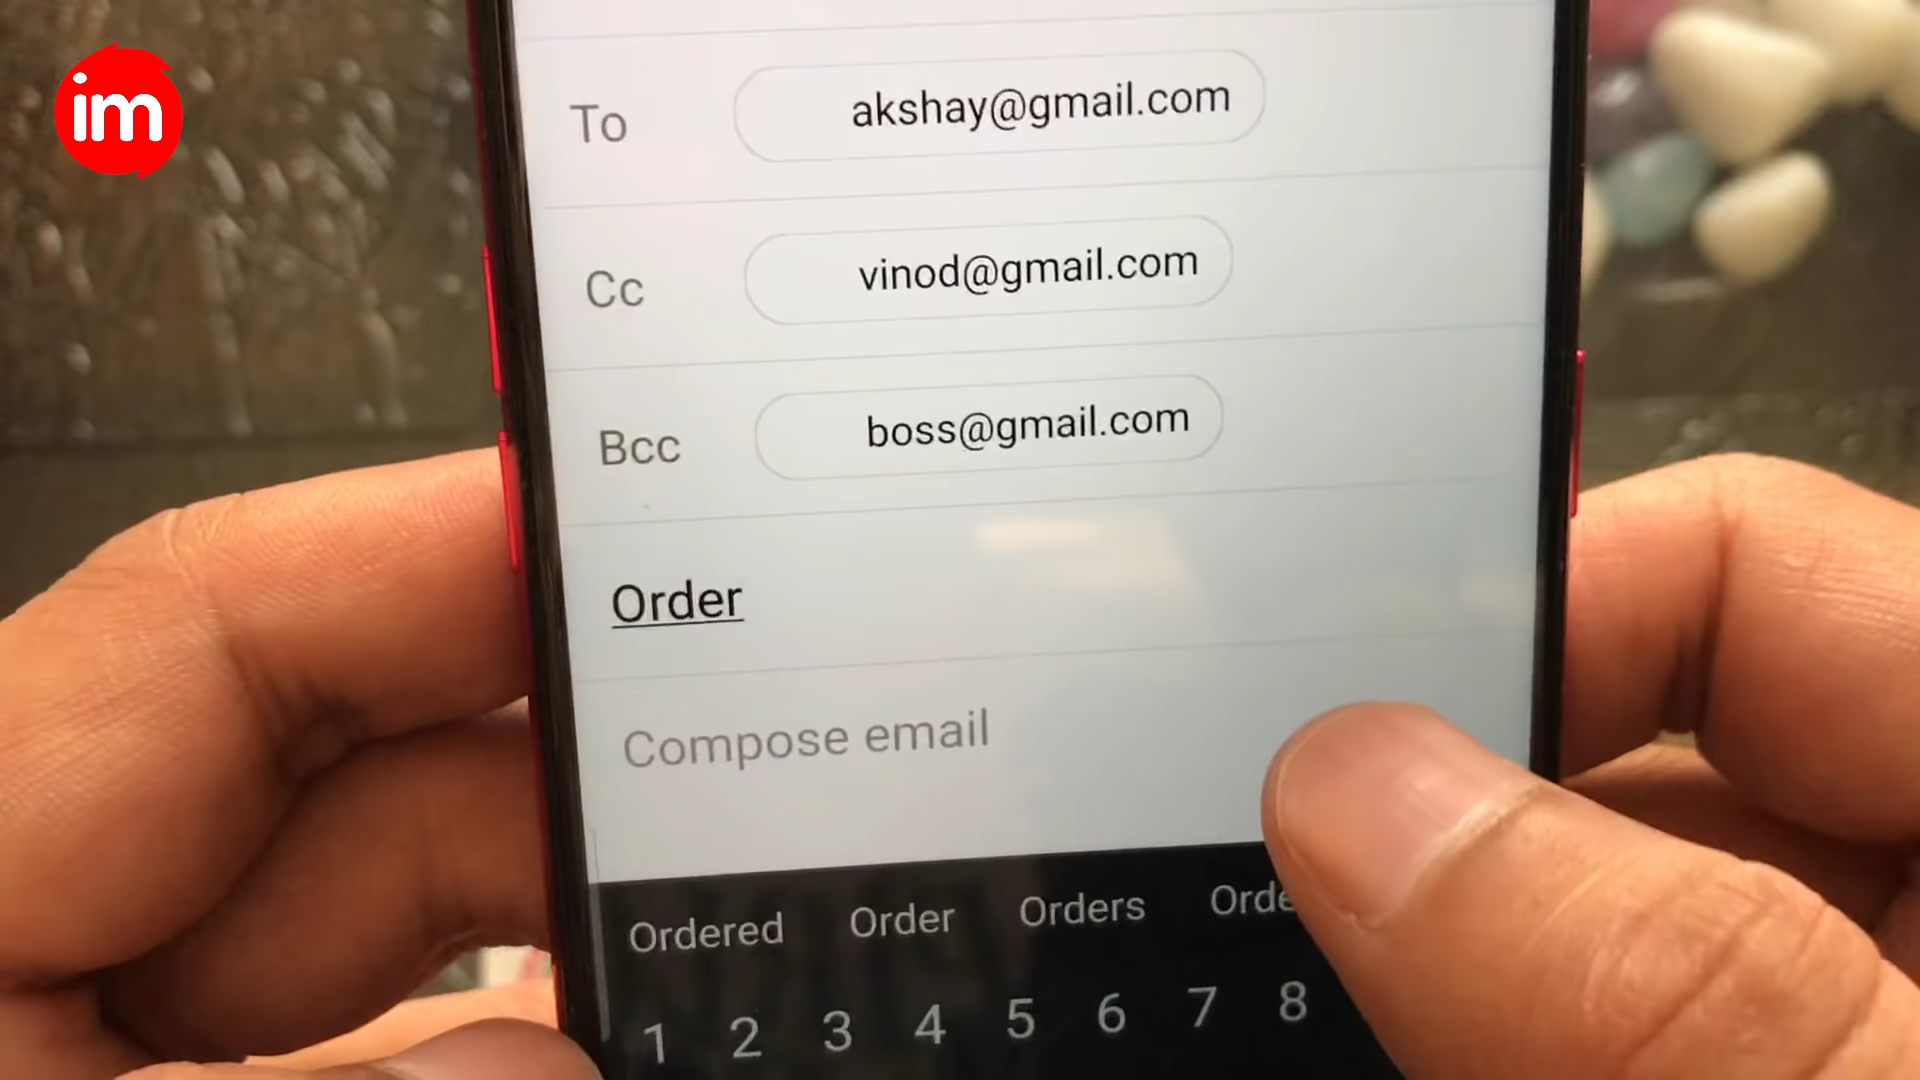 im
To akshay@gmail.com
Cc vinod@gmail.com
Bcc boss@gmail.com
Order
Compose email
Ordered Order Orders
1 2 3 4 5 6 7 8